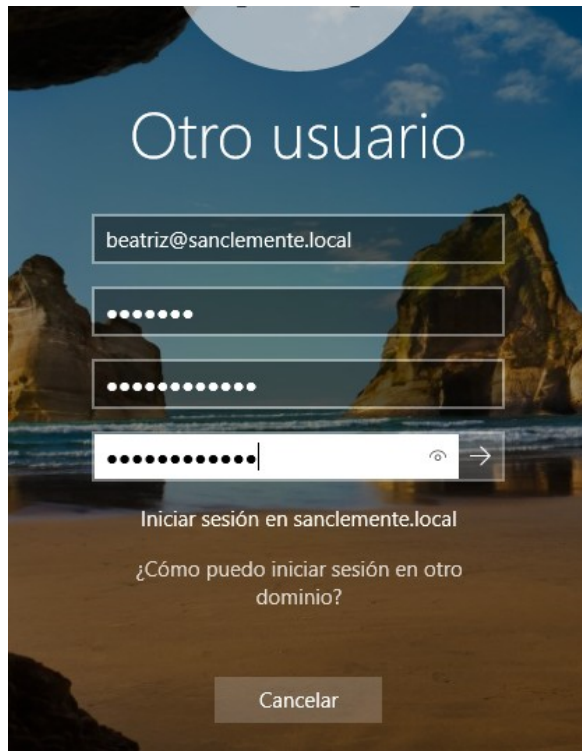 Otro usuario
beatriz@sanclemente.local
•••••••
••••••••••••
••••••••••••
Iniciar sesión en sanclemente.local
¿Cómo puedo iniciar sesión en otro
dominio?
Cancelar